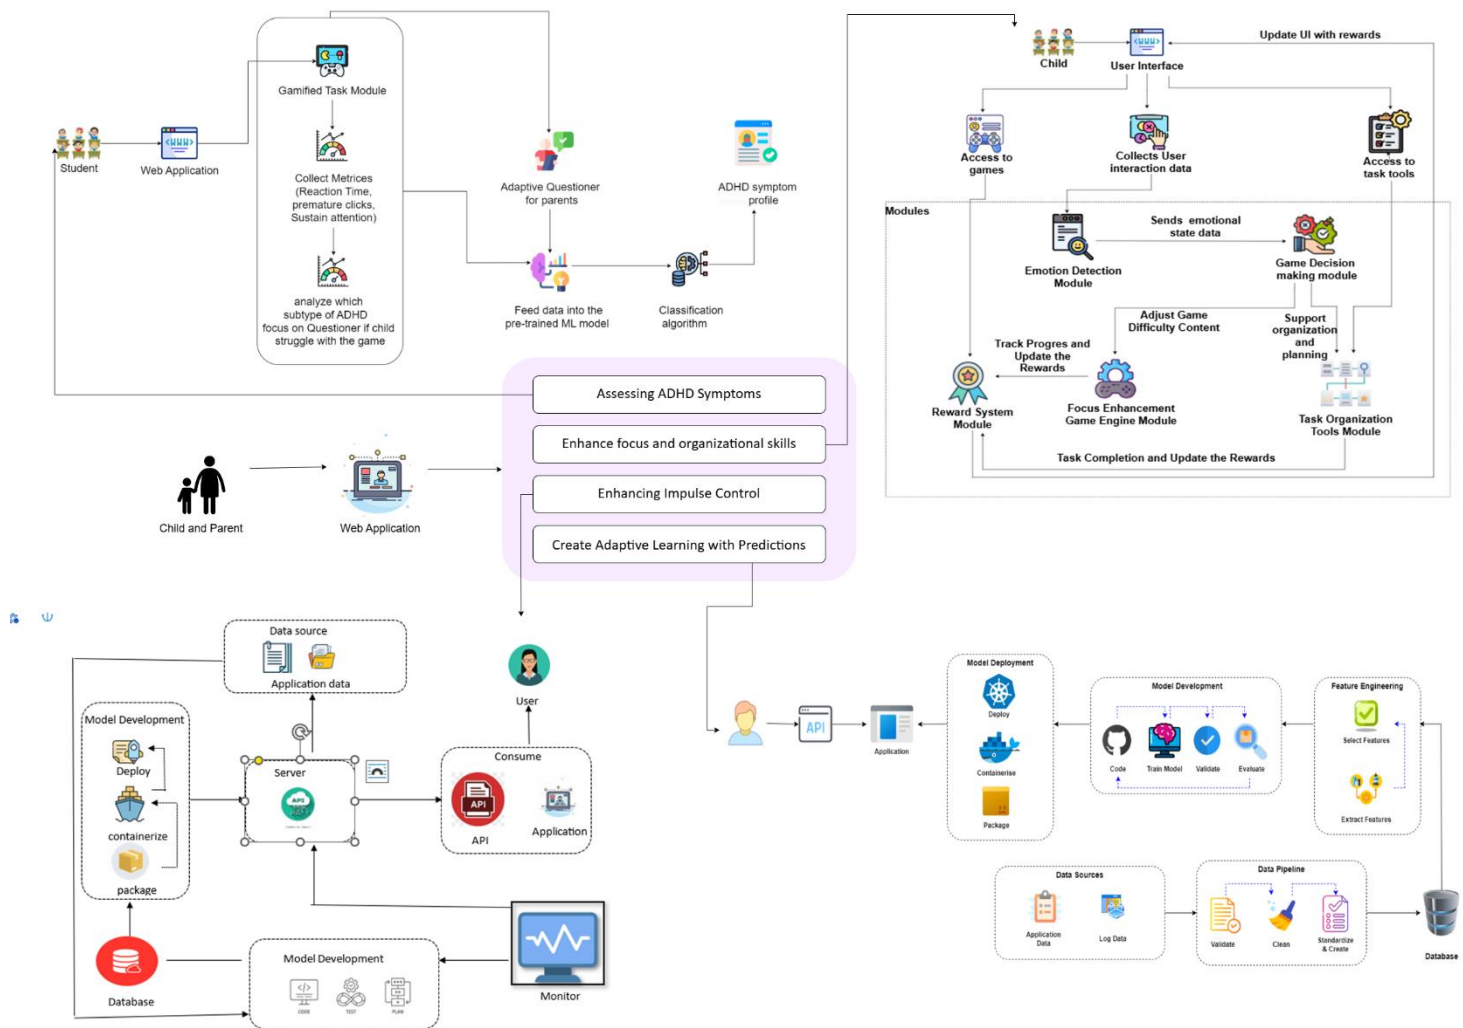 Gamified Task Module
Student
Web Application
Collect Metrices
(Reaction Time,
premature clicks,
Sustain attention)
analyze which
subtype of ADHD
focus on Questioner if child
struggle with the game
Adaptive Questioner
for parents
ADHD symptom
profile
Feed data into the
pre-trained ML model
Classification
algorithm
Child
User Interface
Update UI with rewards
Access to
games
Collects User
interaction data
Access to
task tools
Modules
Sends emotional
state data
Emotion Detection
Module
Game Decision
making module
Adjust Game
Difficulty Content
Support
organization
and
planning
Track Progres and
Update the
Rewards
Reward System
Module
Focus Enhancement
Game Engine Module
Task Organization
Tools Module
Task Completion and Update the Rewards
Assessing ADHD Symptoms
Enhance focus and organizational skills
Enhancing Impulse Control
Create Adaptive Learning with Predictions
Child and Parent
Web Application
Data source
Application data
User
Model Development
Deploy
containerize
package
Server
API
Consume
API
API
Application
Database
Model Development
CODE
TEST
PLAN
Monitor
API
Application
Model Deployment
Deploy
Containerise
Package
Model Development
Code
Train Model
Validate
Evaluate
Feature Engineering
Select Features
Extract Features
Data Sources
Application
Data
Log Data
Data Pipeline
Validate
Clean
Standardize
& Create
Database